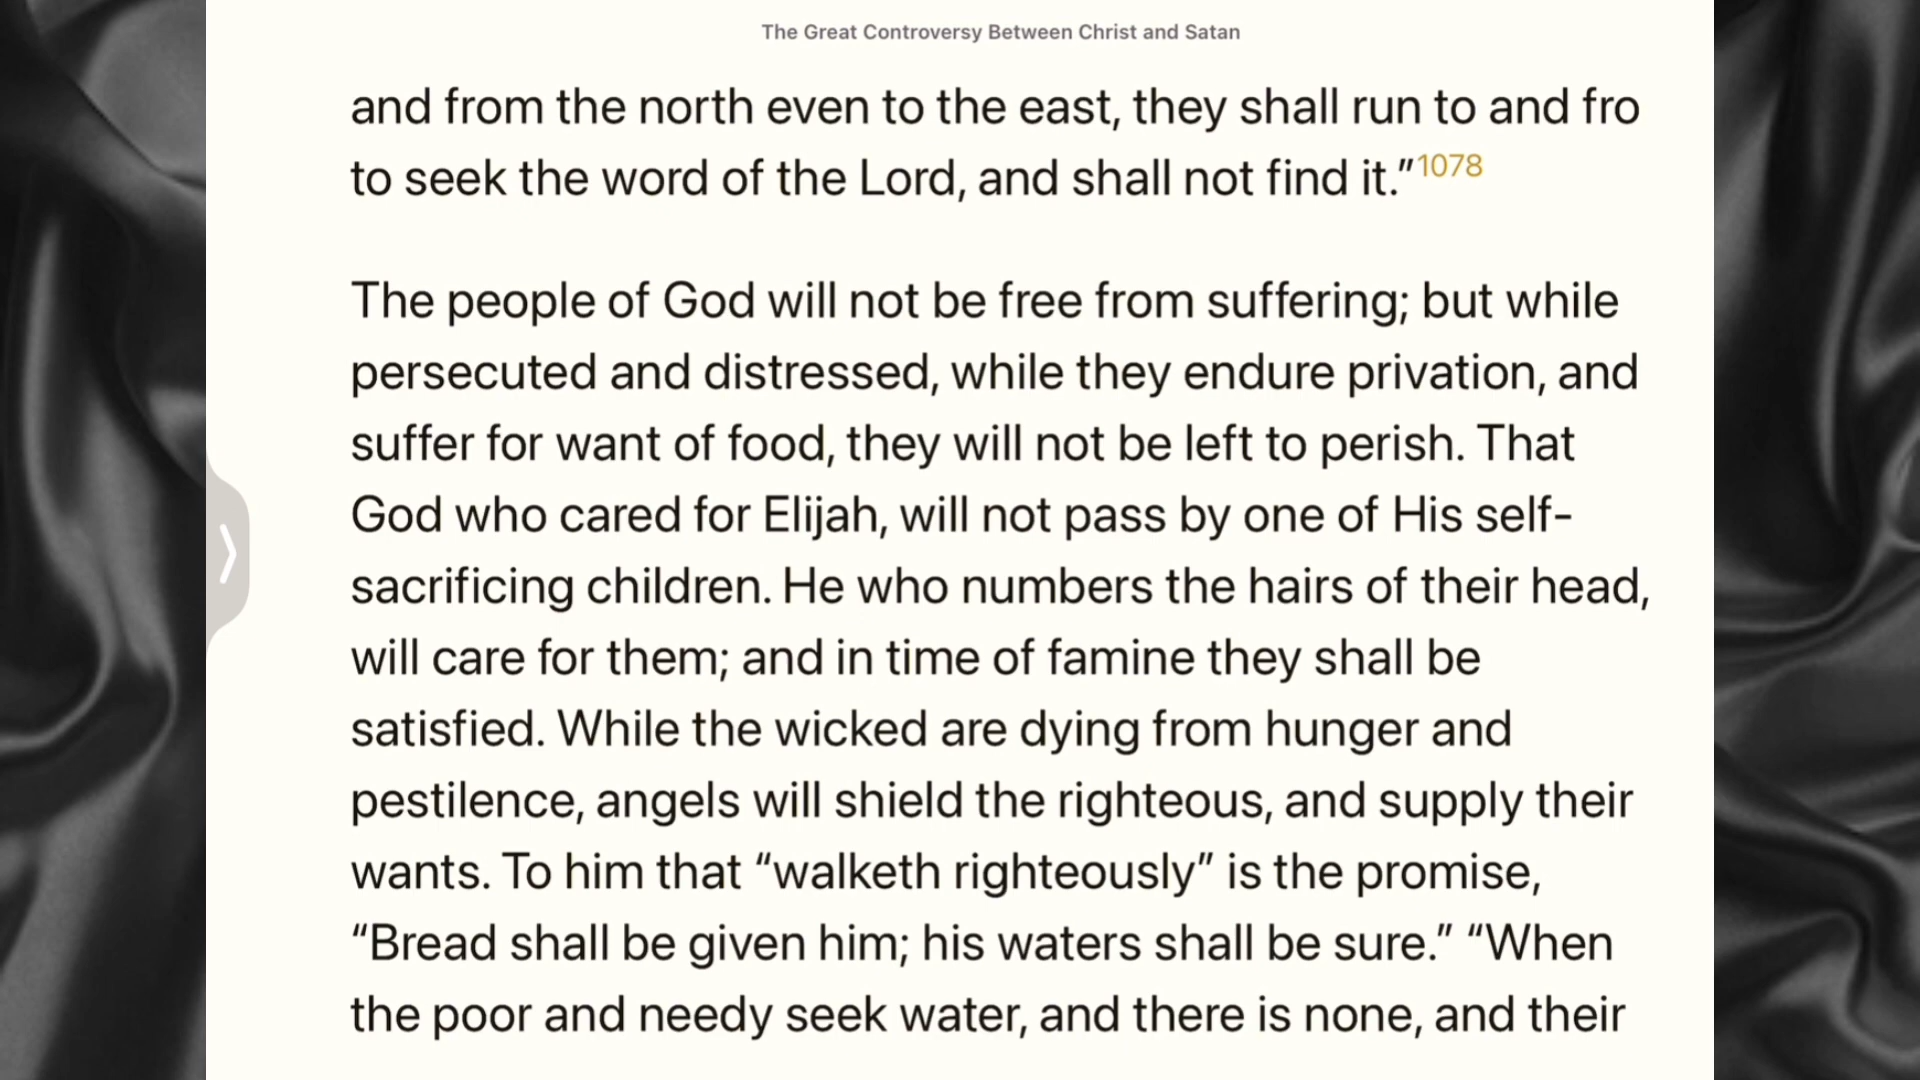 The Great Controversy Between Christ and Satan
and from the north even to the east, they shall run to and fro
to seek the word of the Lord, and shall not find it.”1078
The people of God will not be free from suffering; but while
persecuted and distressed, while they endure privation, and
suffer for want of food, they will not be left to perish. That
God who cared for Elijah, will not pass by one of His self-
sacrificing children. He who numbers the hairs of their head,
will care for them; and in time of famine they shall be
satisfied. While the wicked are dying from hunger and
pestilence, angels will shield the righteous, and supply their
wants. To him that “walketh righteously” is the promise,
“Bread shall be given him; his waters shall be sure.” “When
the poor and needy seek water, and there is none, and their